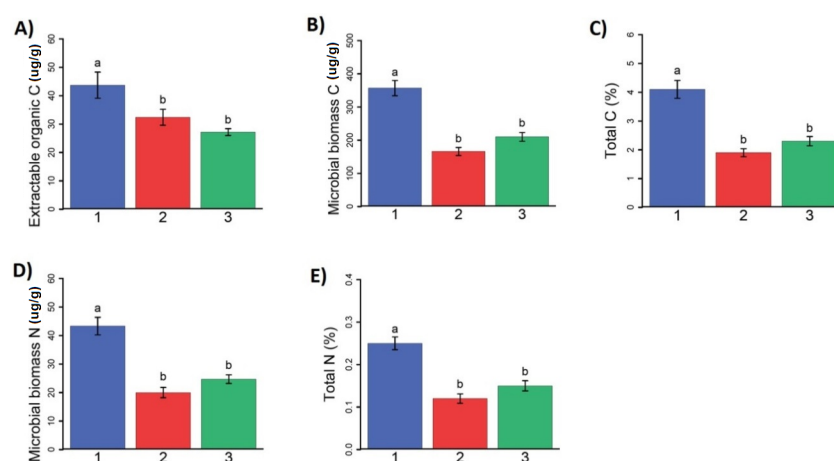 A)
Extractable organic C (ug/g)
60
50
40
30
20
10
0
a
b
b
1 2 3
B)
Microbial biomass C (ug/g)
500
400
300
200
100
0
a
b
b
1 2 3
C)
Total C (%)
6
5
4
3
2
1
0
a
b
b
1 2 3
D)
Microbial biomass N (ug/g)
60
50
40
30
20
10
0
a
b
b
1 2 3
E)
Total N (%)
0.4
0.3
0.2
0.1
0.0
a
b
b
1 2 3